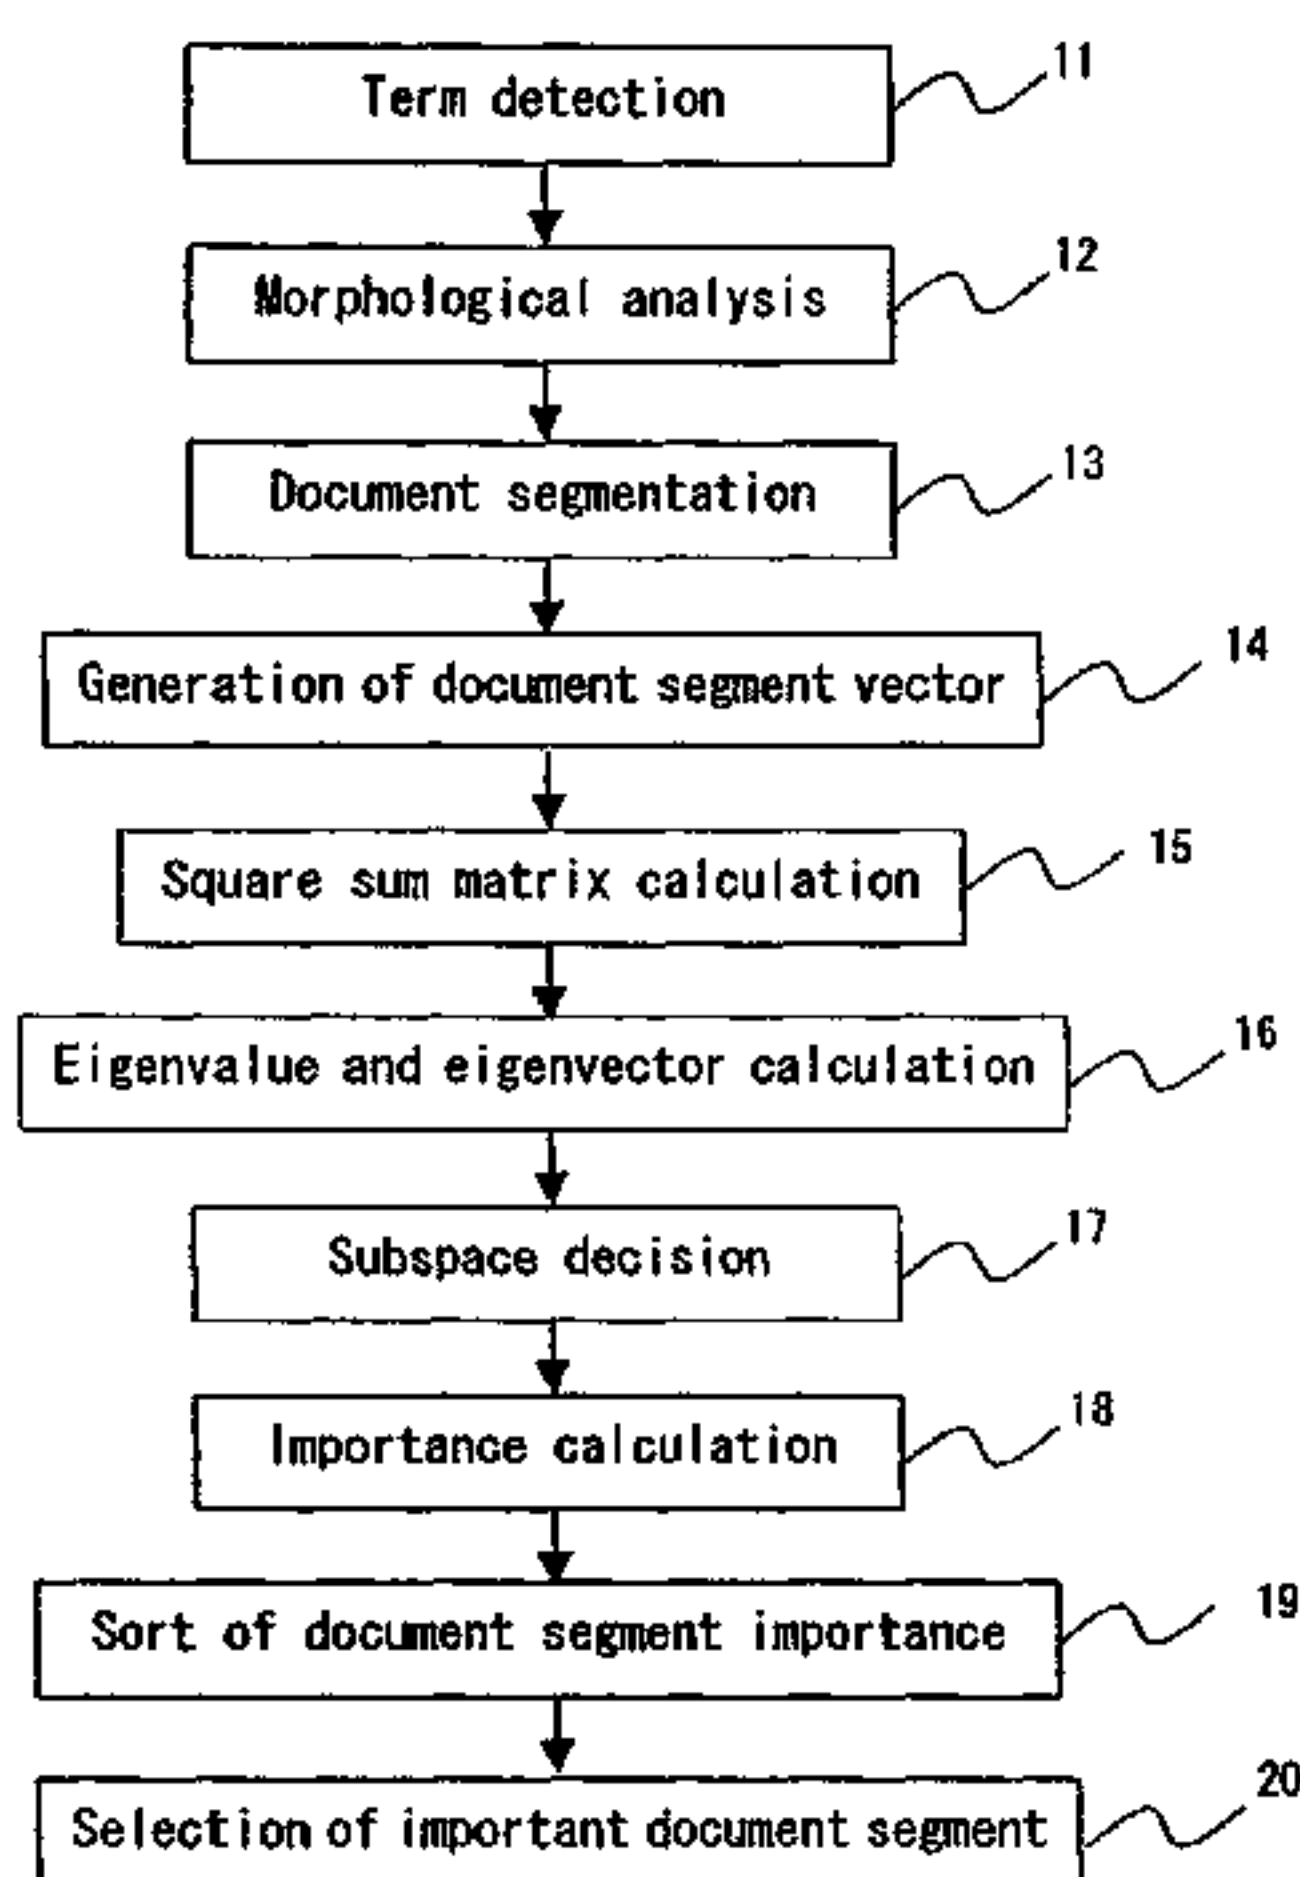 Term detection 11
Morphological analysis 12
Document segmentation 13
Generation of document segment vector 14
Square sum matrix calculation 15
Eigenvalue and eigenvector calculation 16
Subspace decision 17
Importance calculation 18
Sort of document segment importance 19
Selection of important document segment 20